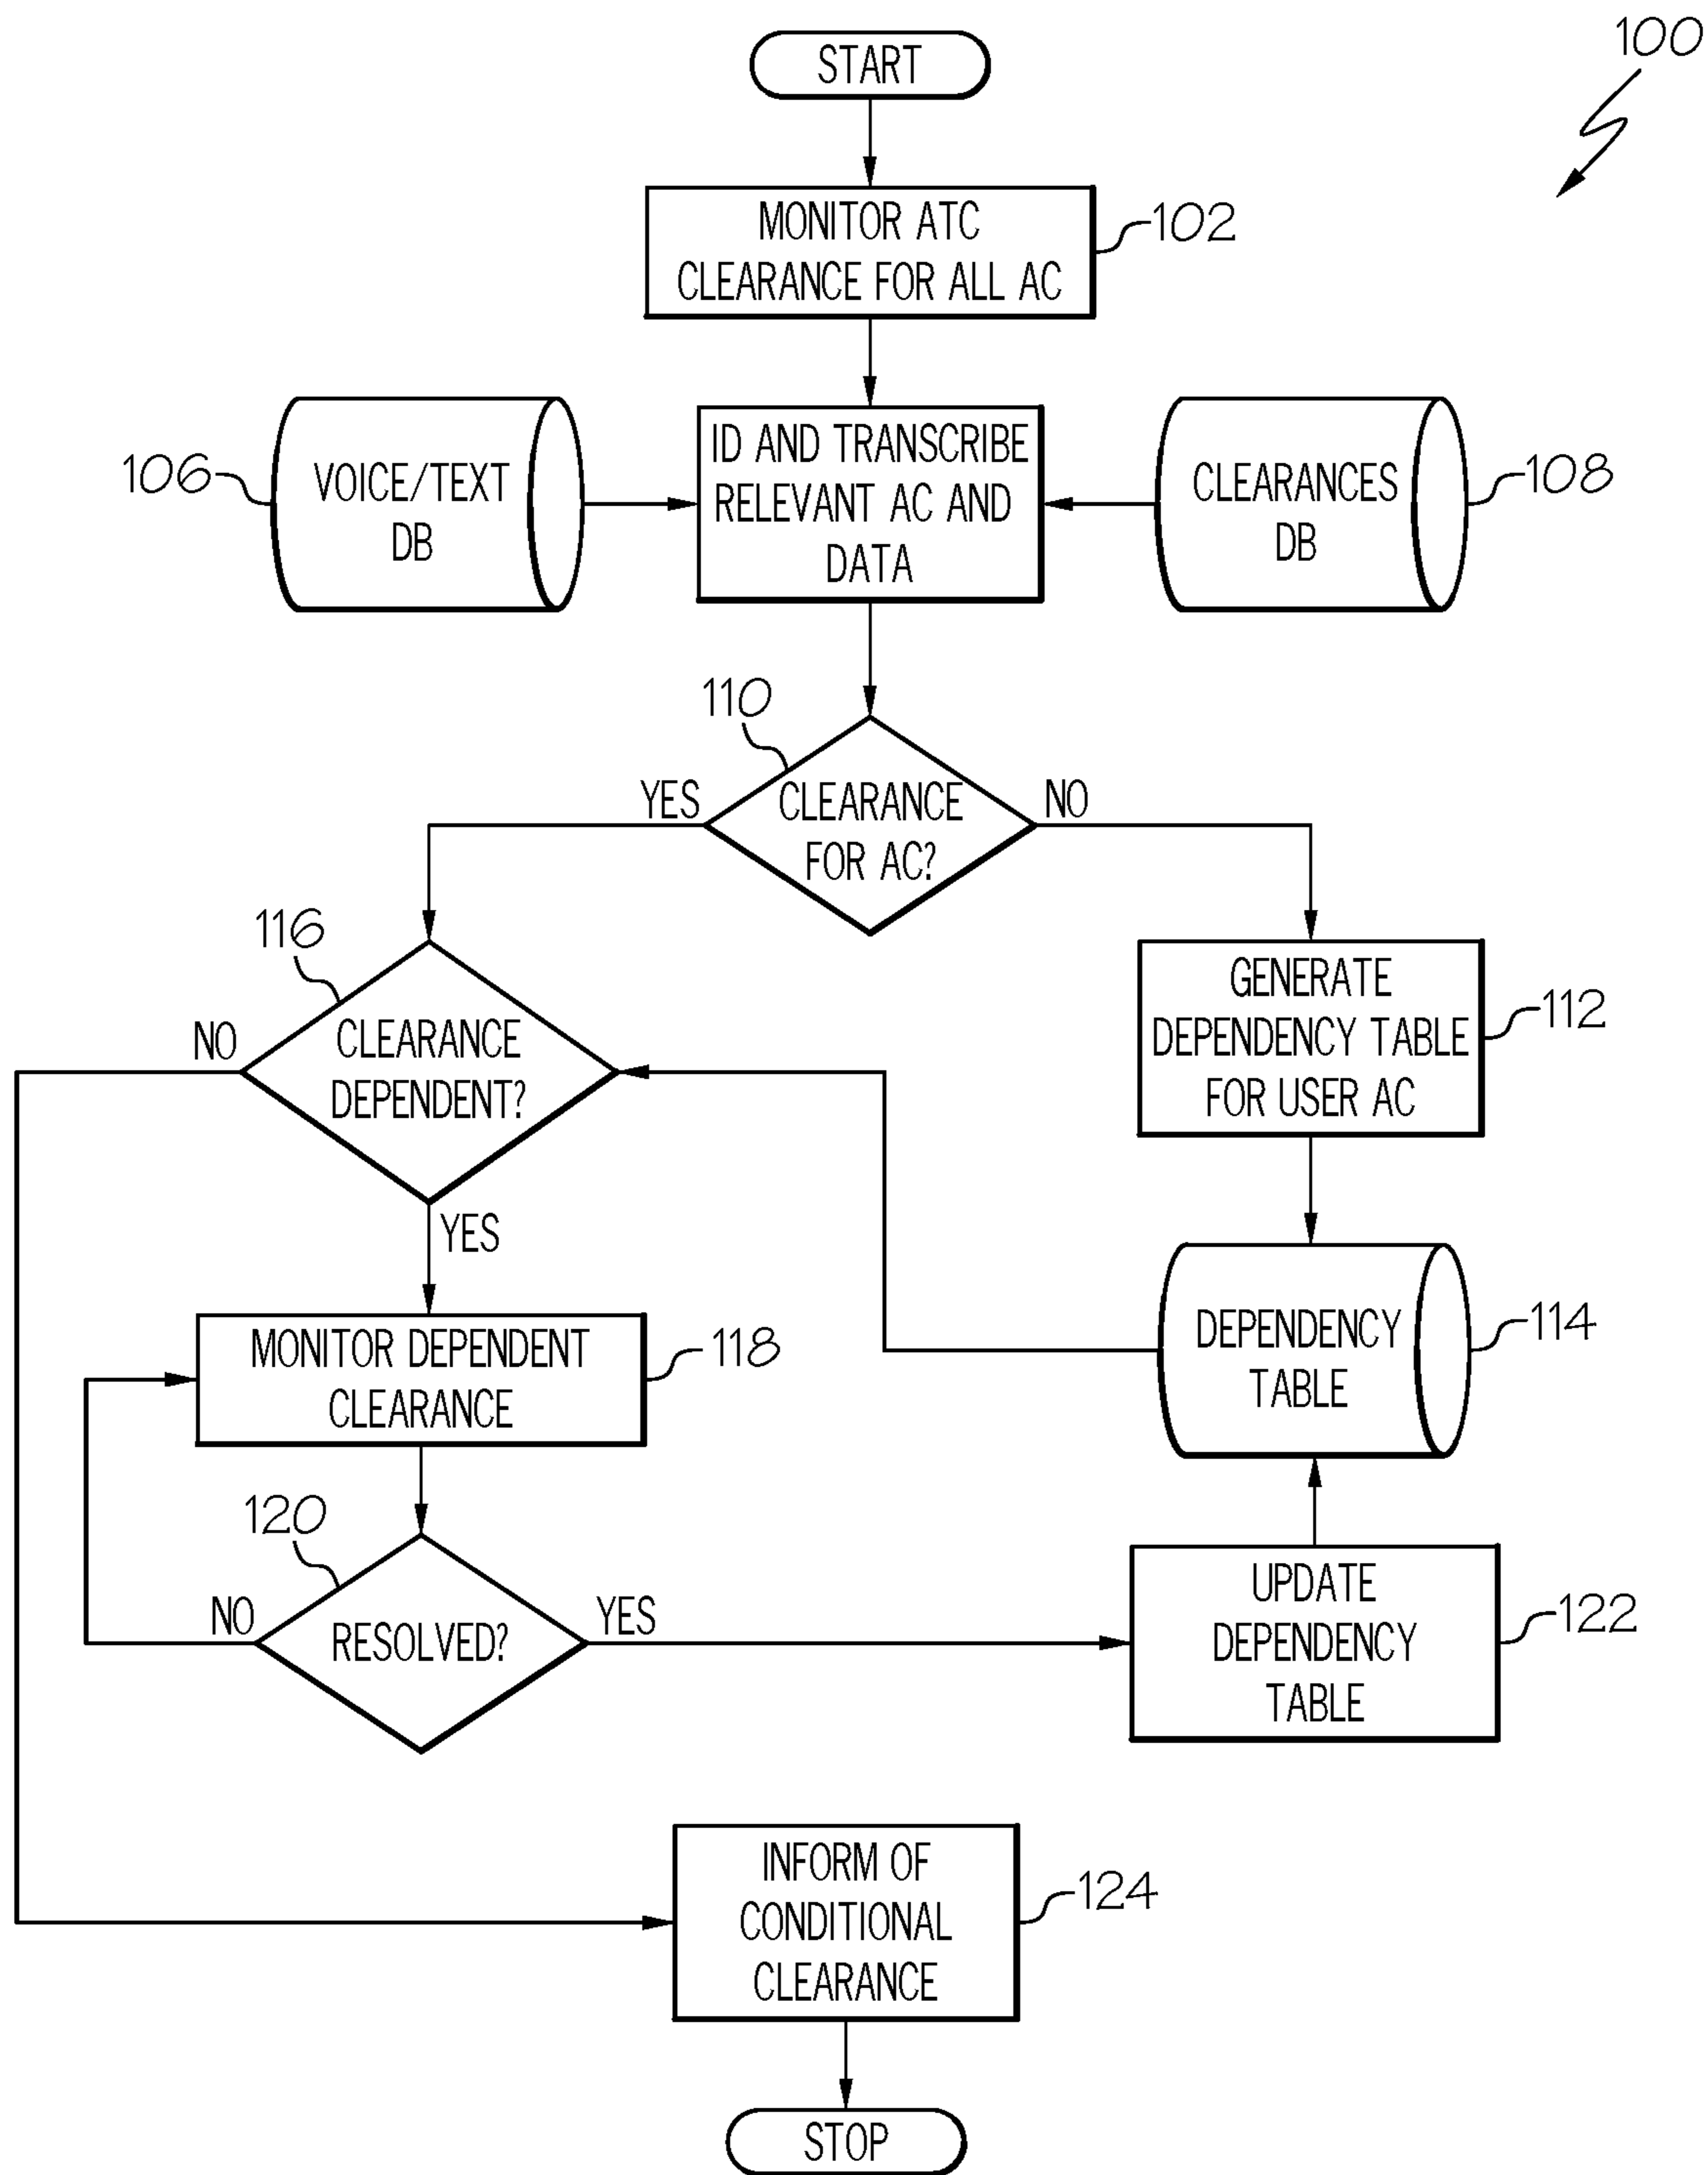 100
START
MONITOR ATC
CLEARANCE FOR ALL AC
102
106
VOICE/TEXT
DB
ID AND TRANSCRIBE
RELEVANT AC AND
DATA
CLEARANCES
DB
108
110
YES
CLEARANCE
FOR AC?
NO
116
NO
CLEARANCE
DEPENDENT?
YES
GENERATE
DEPENDENCY TABLE
FOR USER AC
112
MONITOR DEPENDENT
CLEARANCE
118
DEPENDENCY
TABLE
114
120
NO
RESOLVED?
YES
UPDATE
DEPENDENCY
TABLE
122
INFORM OF
CONDITIONAL
CLEARANCE
124
STOP